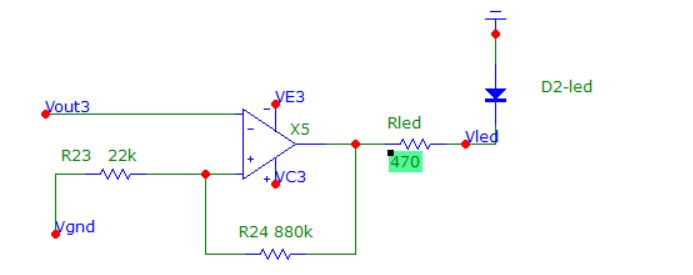 VE3
D2-led
Vout3
X5
Rled
Vled
470
R23 22k
VC3
Vgnd
R24 880k